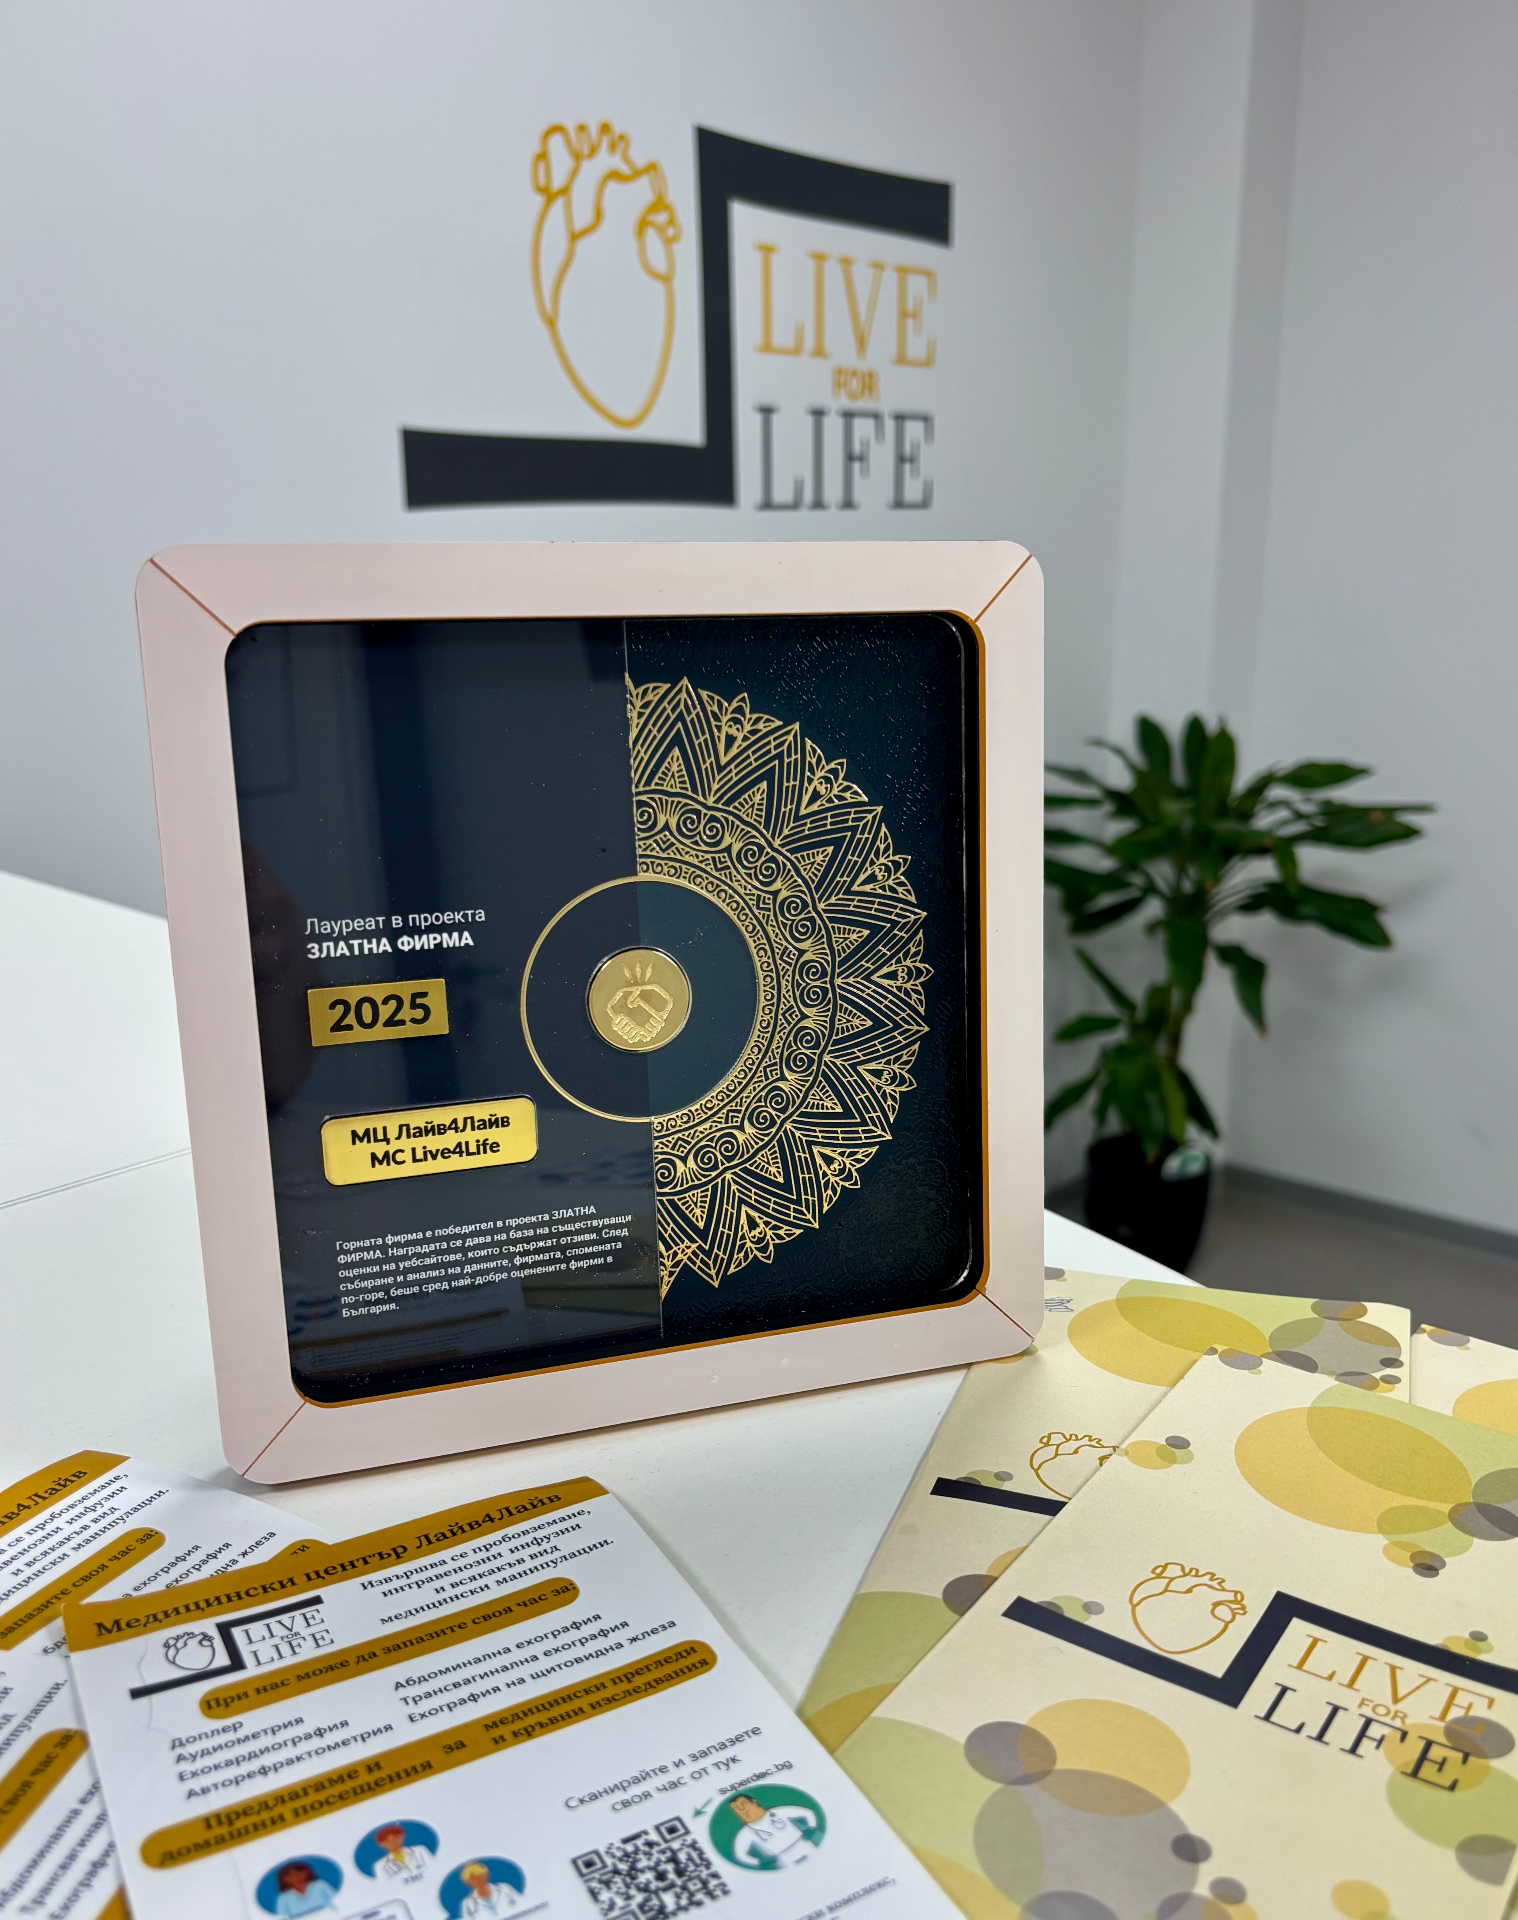 LIVE
FOR
LIFE
Лауреат в проекта
ЗЛАТНА ФИРМА
2025
МЦ Лайв4Лайв
MC Live4Life
Горната фирма е победител в проекта ЗЛАТНА
ФИРМА. Наградата се дава на база на съществуващи
оценки на уебсайтове, които съдържат отзиви. След
събиране и анализ на данните, фирмата, спомената
по-горе, беше сред най-добре оценените фирми в
България.
Медицински център Лайв4Лайв
LIVE
FOR
LIFE
Извършва се пробовземане,
интравенозни инфузии
и всякакъв вид
медицински манипулации.
При нас може да запазите своя час за:
Доплер
Аудиометрия
Ехокардиография
Авторефрактометрия
Абдоминална ехография
Трансвагинална ехография
Ехография на щитовидна жлеза
Предлагаме и
домашни посещения
за
медицински прегледи
и кръвни изследвания
Сканирайте и запазете
своя час от тук
superdoc.bg
LIVE
FOR
LIFE